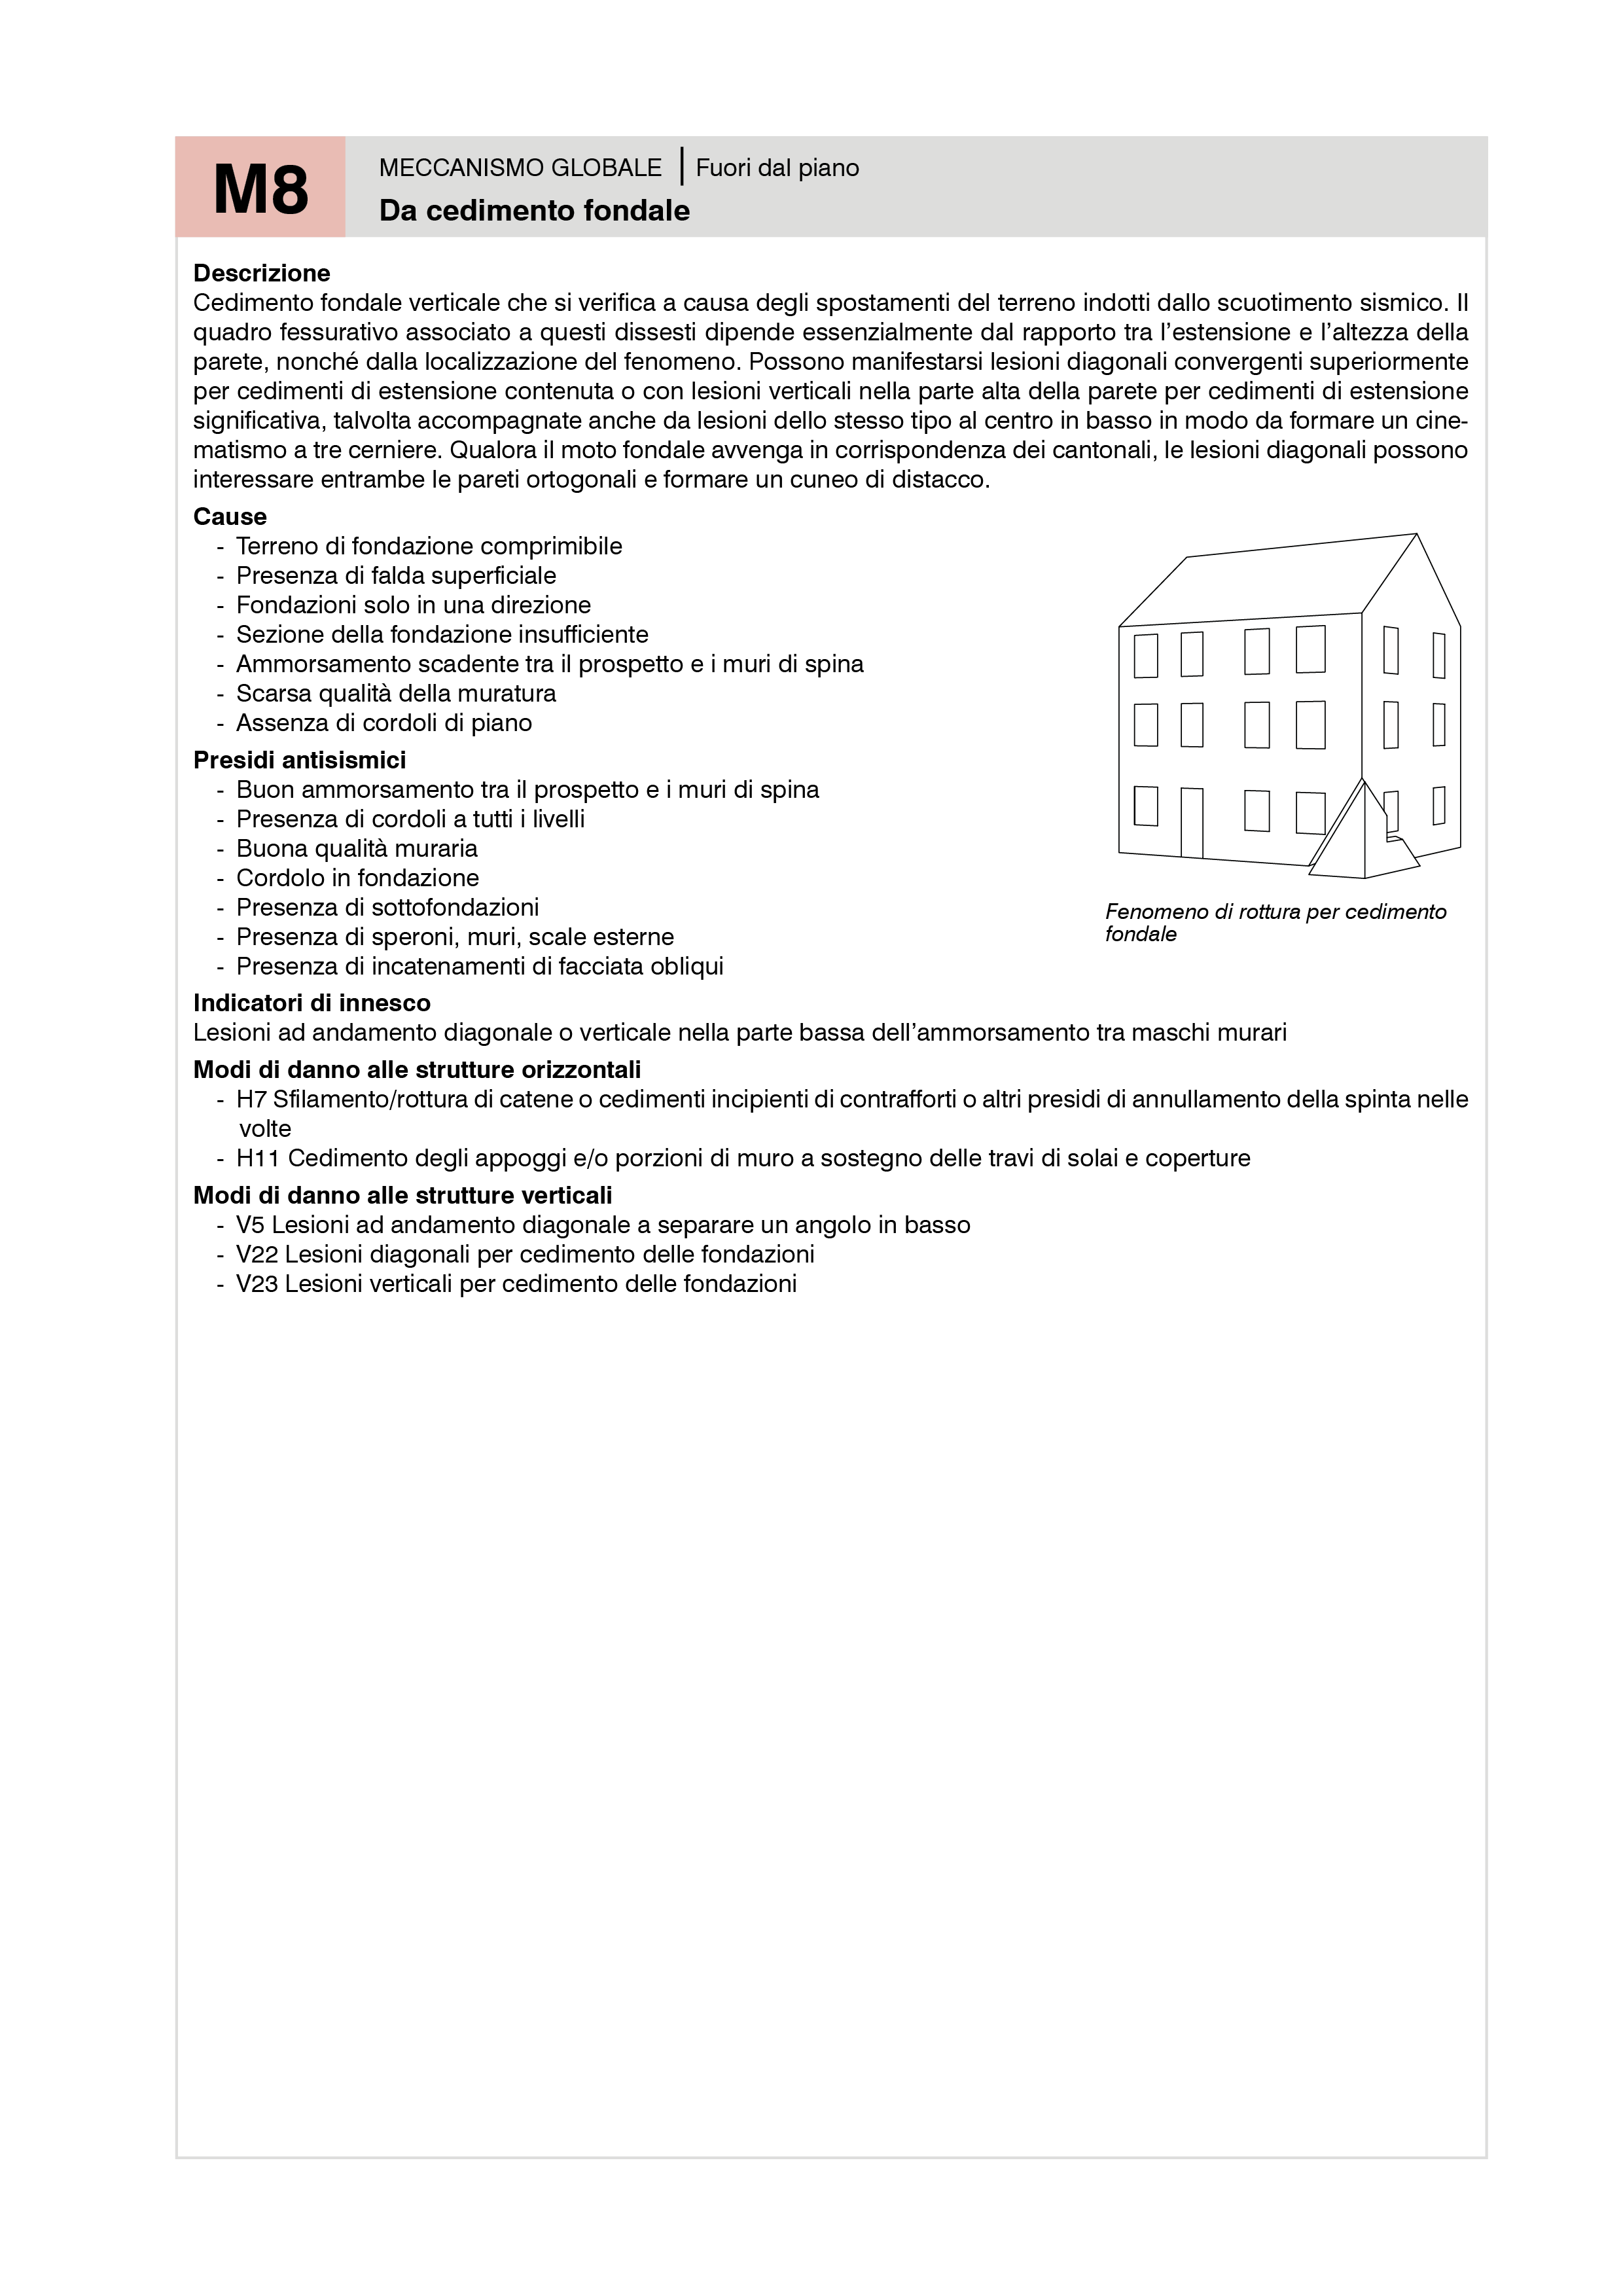 M8
MECCANISMO GLOBALE | Fuori dal piano
Da cedimento fondale
Descrizione
Cedimento fondale verticale che si verifica a causa degli spostamenti del terreno indotti dallo scuotimento sismico. Il
quadro fessurativo associato a questi dissesti dipende essenzialmente dal rapporto tra l’estensione e l’altezza della
parete, nonché dalla localizzazione del fenomeno. Possono manifestarsi lesioni diagonali convergenti superiormente
per cedimenti di estensione contenuta o con lesioni verticali nella parte alta della parete per cedimenti di estensione
significativa, talvolta accompagnate anche da lesioni dello stesso tipo al centro in basso in modo da formare un cine-
matismo a tre cerniere. Qualora il moto fondale avvenga in corrispondenza dei cantonali, le lesioni diagonali possono
interessare entrambe le pareti ortogonali e formare un cuneo di distacco.
Cause
- Terreno di fondazione comprimibile
- Presenza di falda superficiale
- Fondazioni solo in una direzione
- Sezione della fondazione insufficiente
- Ammorsamento scadente tra il prospetto e i muri di spina
- Scarsa qualità della muratura
- Assenza di cordoli di piano
Presidi antisismici
- Buon ammorsamento tra il prospetto e i muri di spina
- Presenza di cordoli a tutti i livelli
- Buona qualità muraria
- Cordolo in fondazione
- Presenza di sottofondazioni
- Presenza di speroni, muri, scale esterne
- Presenza di incatenamenti di facciata obliqui
Fenomeno di rottura per cedimento
fondale
Indicatori di innesco
Lesioni ad andamento diagonale o verticale nella parte bassa dell’ammorsamento tra maschi murari
Modi di danno alle strutture orizzontali
- H7 Sfilamento/rottura di catene o cedimenti incipienti di contrafforti o altri presidi di annullamento della spinta nelle
volte
- H11 Cedimento degli appoggi e/o porzioni di muro a sostegno delle travi di solai e coperture
Modi di danno alle strutture verticali
- V5 Lesioni ad andamento diagonale a separare un angolo in basso
- V22 Lesioni diagonali per cedimento delle fondazioni
- V23 Lesioni verticali per cedimento delle fondazioni